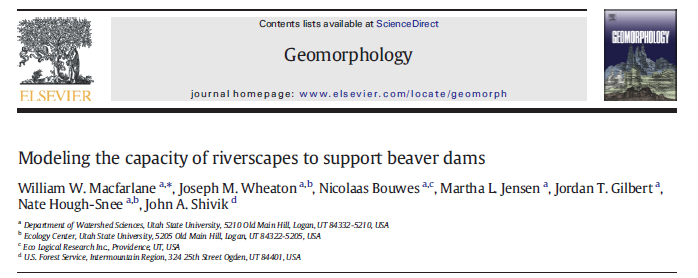 Contents lists available at ScienceDirect
Geomorphology
journal homepage: www.elsevier.com/locate/geomorph
ELSEVIER
GEOMORPHOLOGY
Modeling the capacity of riverscapes to support beaver dams
William W. Macfarlane a,*, Joseph M. Wheaton a,b, Nicolaas Bouwes a,c, Martha L. Jensen a, Jordan T. Gilbert a,
Nate Hough-Snee a,b, John A. Shivik d
a Department of Watershed Sciences, Utah State University, 5210 Old Main Hill, Logan, UT 84332-5210, USA
b Ecology Center, Utah State University, 5205 Old Main Hill, Logan, UT 84322-5205, USA
c Eco Logical Research Inc., Providence, UT, USA
d U.S. Forest Service, Intermountain Region, 324 25th Street Ogden, UT 84401, USA